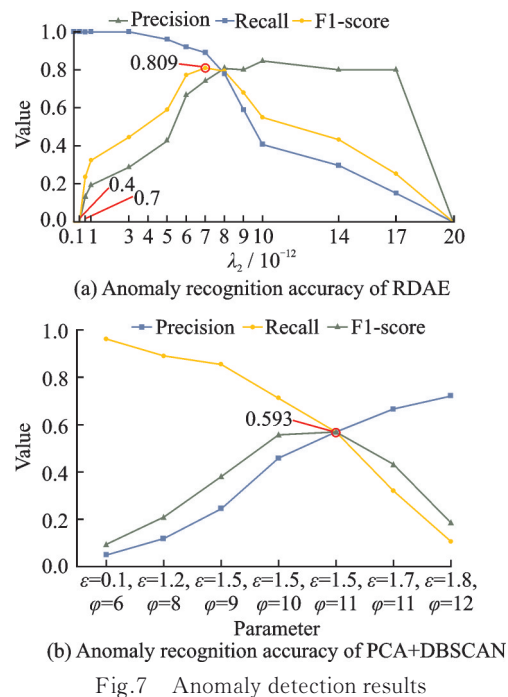 Precision Recall F1-score
1.0
0.8
0.6
0.4
0.2
0
Value
0.809
0.4
0.7
0.1 1 3 4 5 6 7 8 9 10 14 17 20
λ₂ / 10⁻¹²
(a) Anomaly recognition accuracy of RDAE
Precision Recall F1-score
1.0
0.8
0.6
0.4
0.2
0
Value
0.593
ε=0.1, ε=1.2, ε=1.5, ε=1.5, ε=1.5, ε=1.7, ε=1.8,
φ=6 φ=8 φ=9 φ=10 φ=11 φ=11 φ=12
Parameter
(b) Anomaly recognition accuracy of PCA+DBSCAN
Fig.7 Anomaly detection results